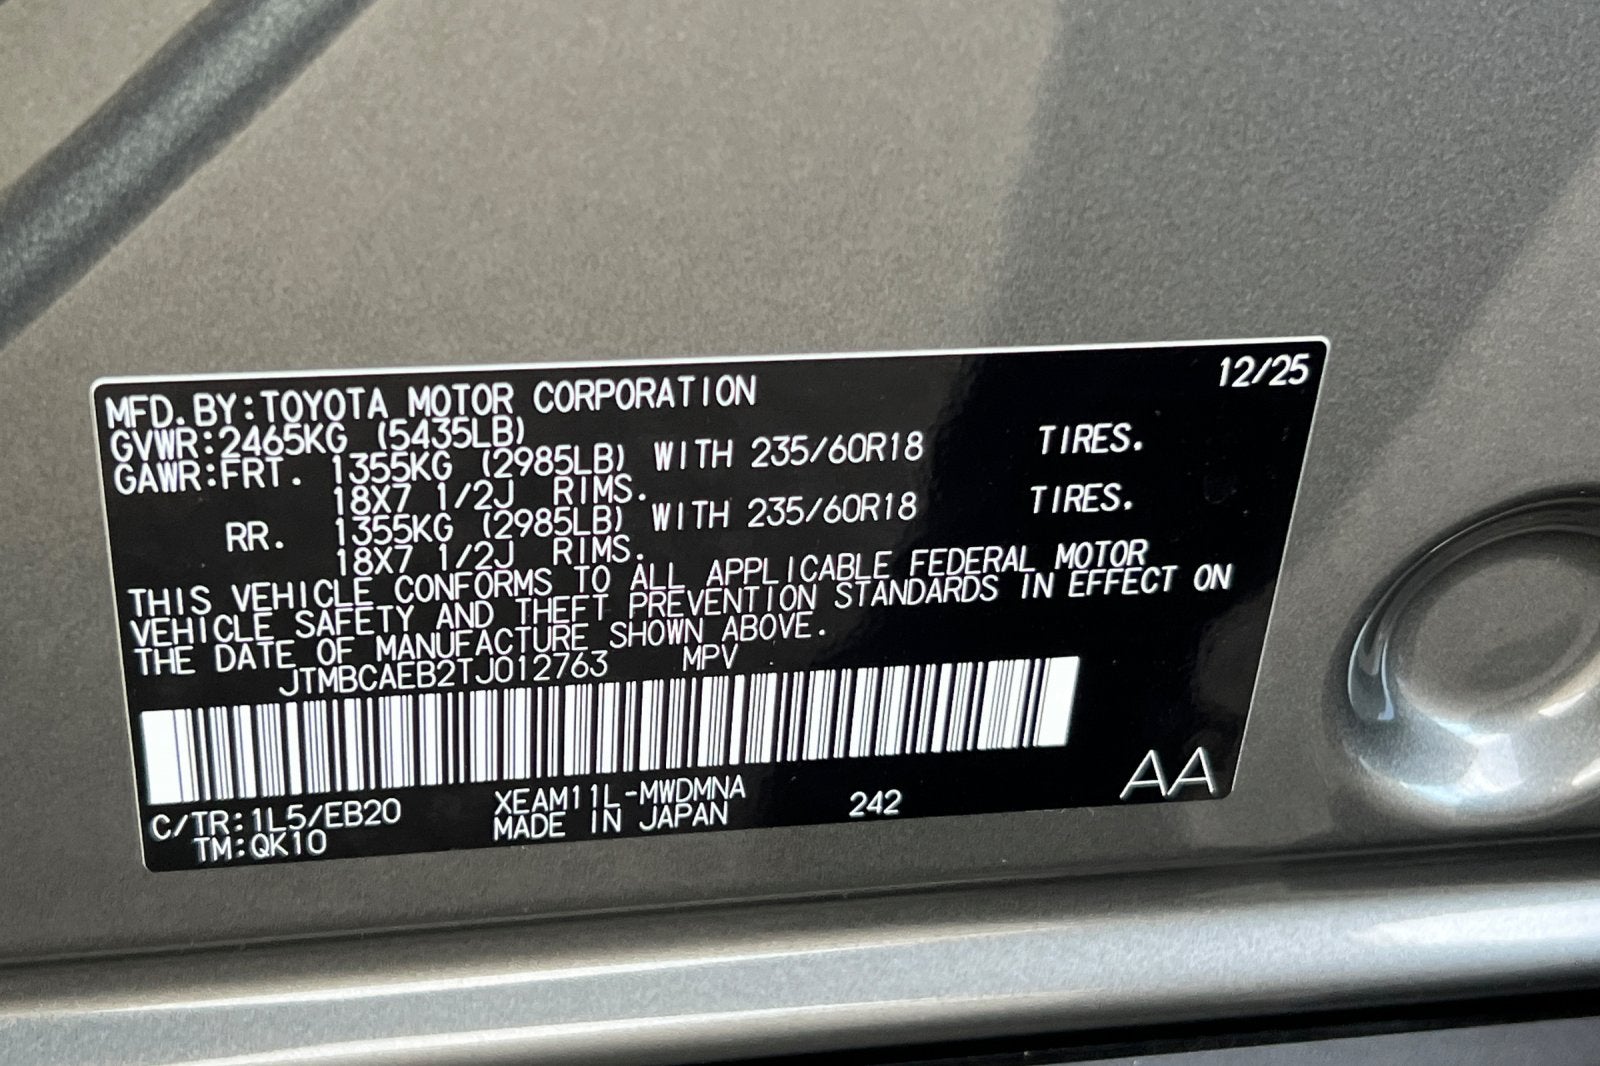 12/25
MFD.BY:TOYOTA MOTOR CORPORATION
GVWR:2465KG (5435LB)
GAWR:FRT. 1355KG (2985LB) WITH 235/60R18 TIRES.
18X7 1/2J RIMS.
RR. 1355KG (2985LB) WITH 235/60R18 TIRES.
18X7 1/2J RIMS.
THIS VEHICLE CONFORMS TO ALL APPLICABLE FEDERAL MOTOR
VEHICLE SAFETY AND THEFT PREVENTION STANDARDS IN EFFECT ON
THE DATE OF MANUFACTURE SHOWN ABOVE.
JTMBCAEB2TJ012763 MPV
C/TR:1L5/EB20 XEAM11L-MWDMNA 242 AA
TM:QK10 MADE IN JAPAN